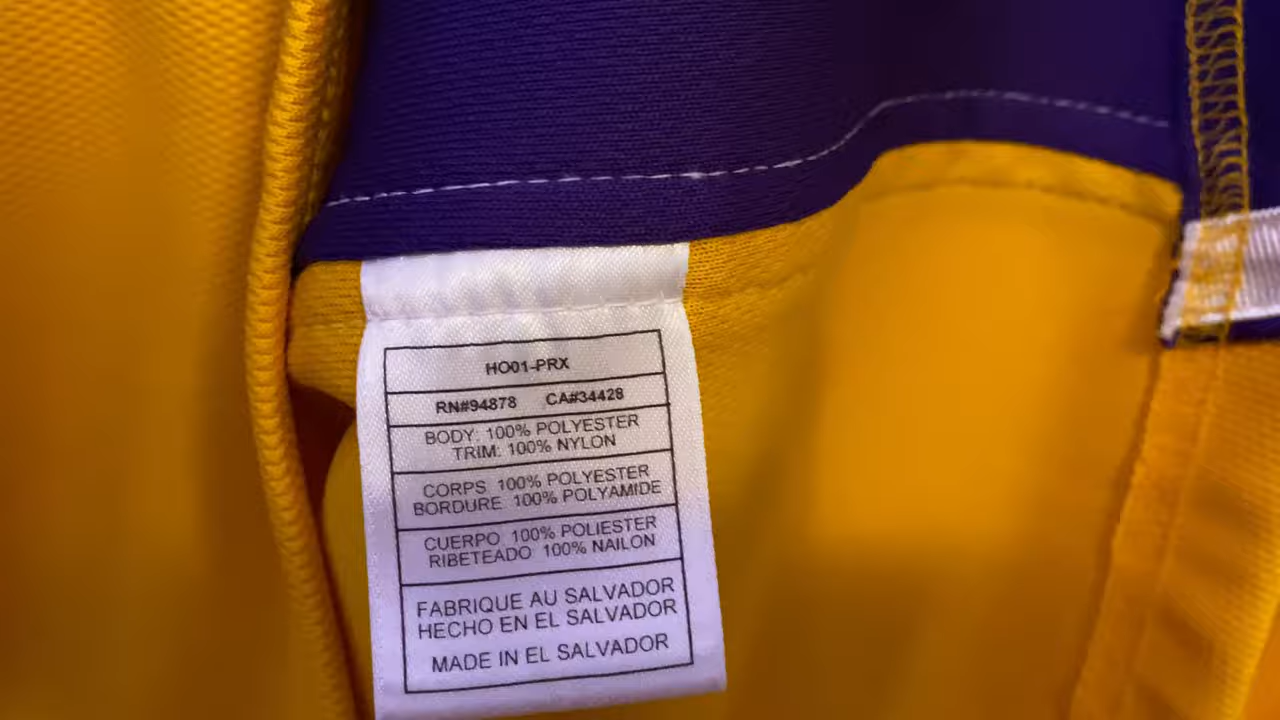 HO01-PRX
RN#94878 CA#34428
BODY: 100% POLYESTER
TRIM: 100% NYLON
CORPS 100% POLYESTER
BORDURE 100% POLYAMIDE
CUERPO 100% POLIESTER
RIBETEADO 100% NAILON
FABRIQUE AU SALVADOR
HECHO EN EL SALVADOR
MADE IN EL SALVADOR